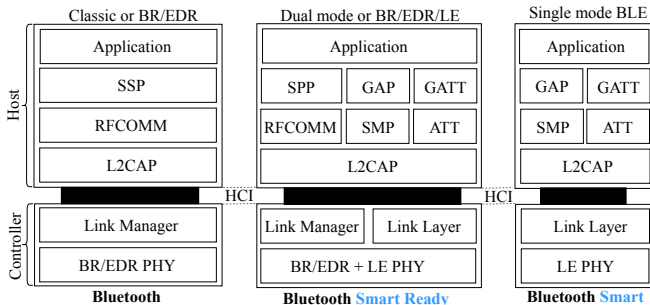 Classic or BR/EDR
Dual mode or BR/EDR/LE
Single mode BLE
Host
Application
SSP
RFCOMM
L2CAP
Application
SPP GAP GATT
RFCOMM SMP ATT
L2CAP
Application
GAP GATT
SMP ATT
L2CAP
HCI
HCI
Controller
Link Manager
BR/EDR PHY
Link Manager Link Layer
BR/EDR + LE PHY
Link Layer
LE PHY
Bluetooth
Bluetooth Smart Ready
Bluetooth Smart